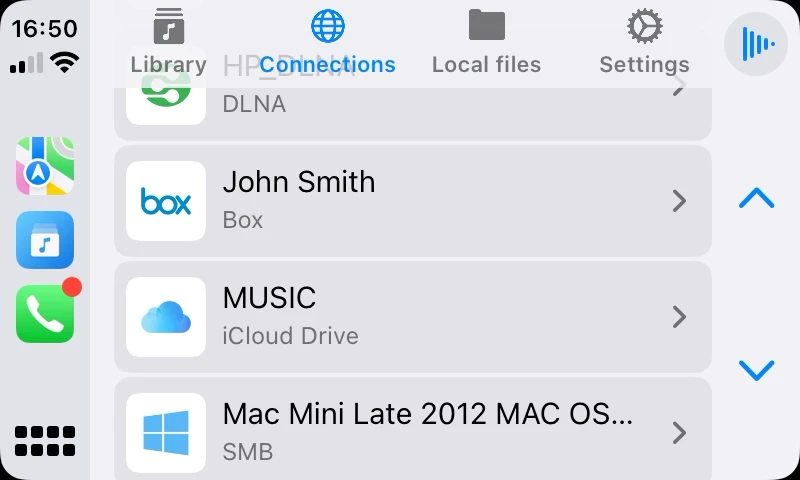 16:50
Library
Connections
Local files
Settings
HP_DLNA
DLNA
box
John Smith
Box
MUSIC
iCloud Drive
Mac Mini Late 2012 MAC OS...
SMB